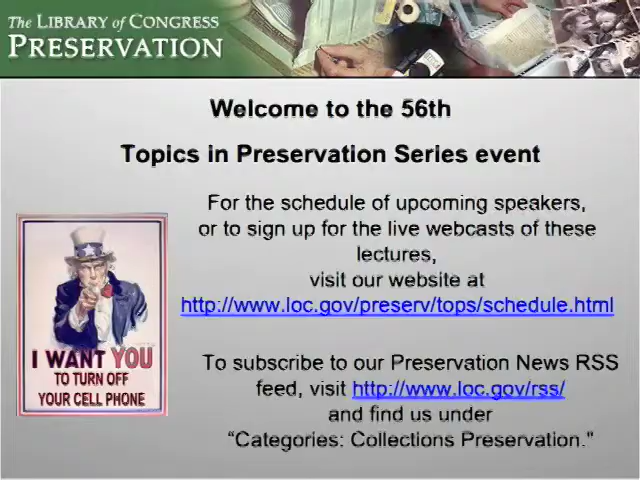 The LIBRARY of CONGRESS
PRESERVATION
Welcome to the 56th
Topics in Preservation Series event
For the schedule of upcoming speakers,
or to sign up for the live webcasts of these
lectures,
visit our website at
http://www.loc.gov/preserv/tops/schedule.html
I WANT YOU
TO TURN OFF
YOUR CELL PHONE
To subscribe to our Preservation News RSS
feed, visit http://www.loc.gov/rss/
and find us under
“Categories: Collections Preservation."